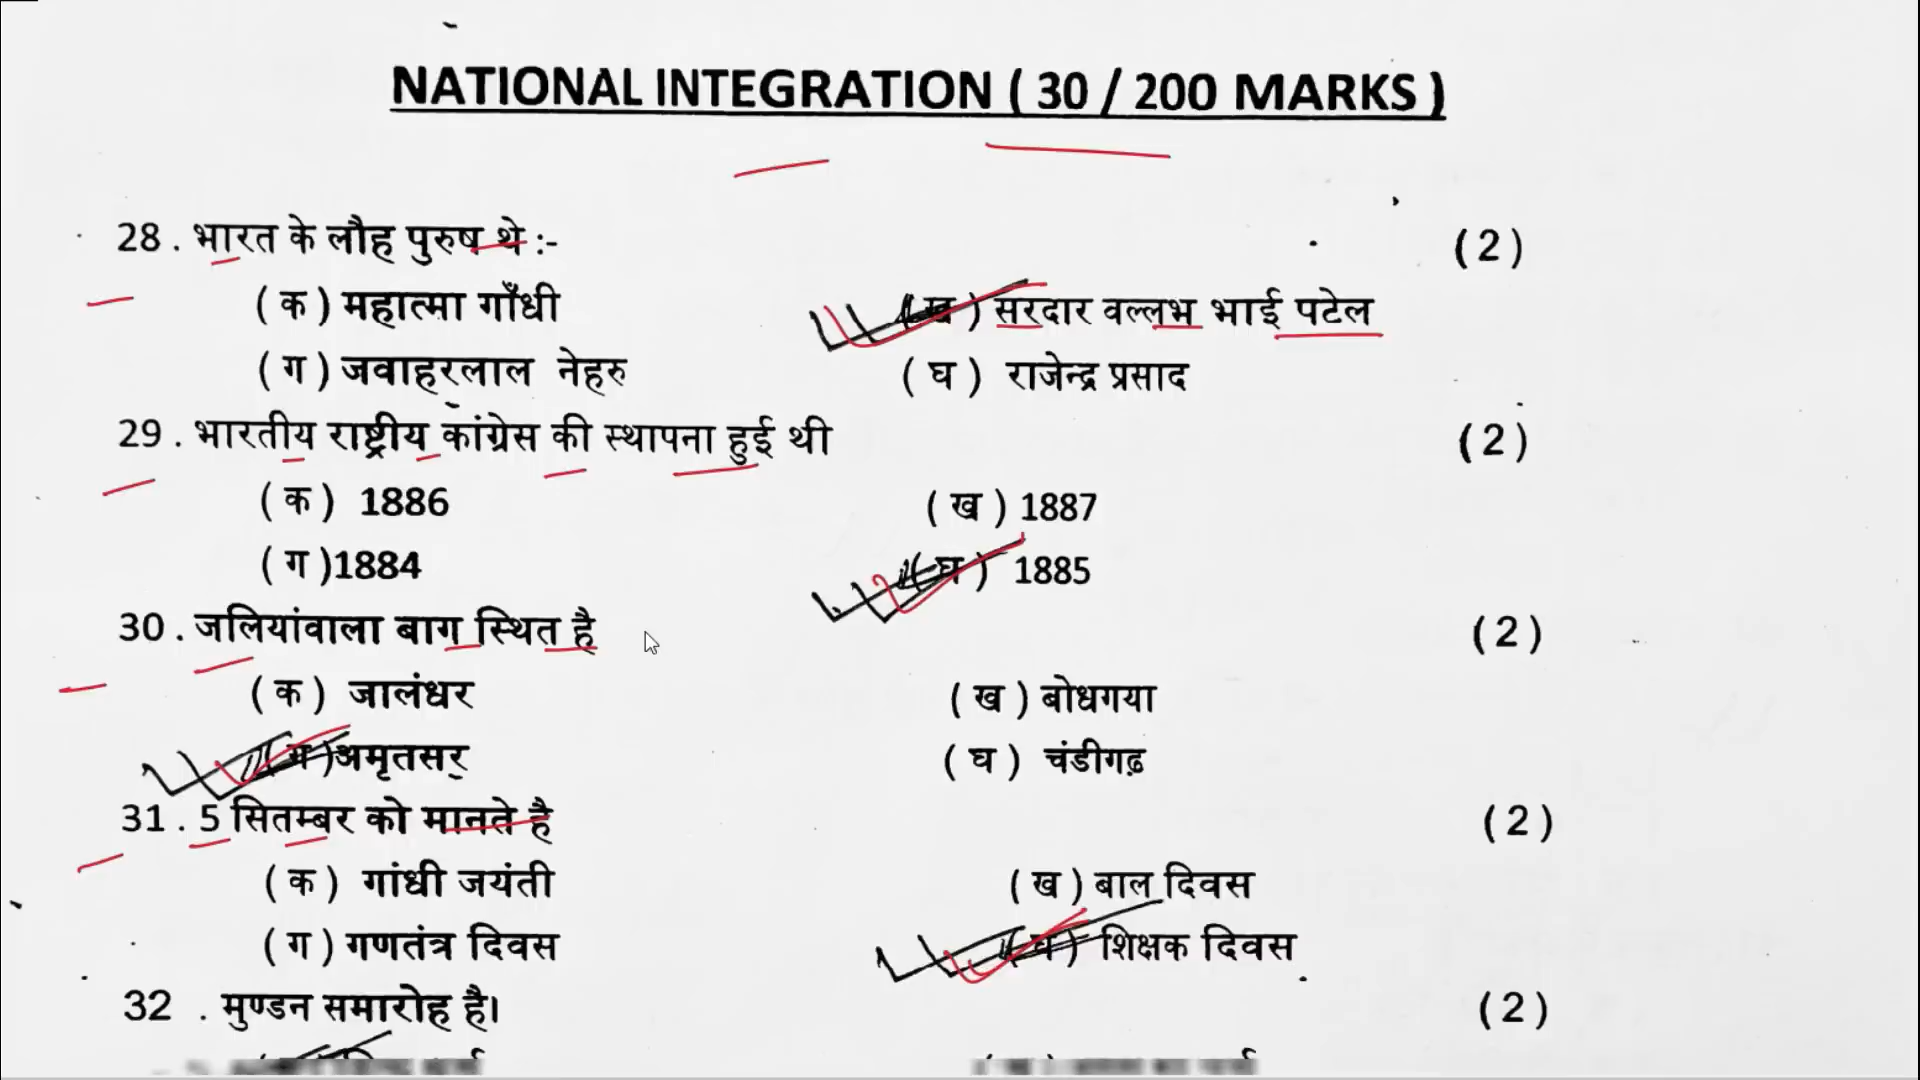 NATIONAL INTEGRATION ( 30 / 200 MARKS )
28 . भारत के लौह पुरुष थे :- ( 2 )
( क ) महात्मा गाँधी ( ख ) सरदार वल्लभ भाई पटेल
( ग ) जवाहरलाल नेहरु ( घ ) राजेन्द्र प्रसाद
29 . भारतीय राष्ट्रीय कांग्रेस की स्थापना हुई थी ( 2 )
( क ) 1886 ( ख ) 1887
( ग )1884 ( घ ) 1885
30 . जलियांवाला बाग स्थित है ( 2 )
( क ) जालंधर ( ख ) बोधगया
( ग )अमृतसर ( घ ) चंडीगढ़
31 . 5 सितम्बर को मानते है ( 2 )
( क ) गांधी जयंती ( ख ) बाल दिवस
( ग ) गणतंत्र दिवस ( घ ) शिक्षक दिवस
32 . मुण्डन समारोह है। ( 2 )